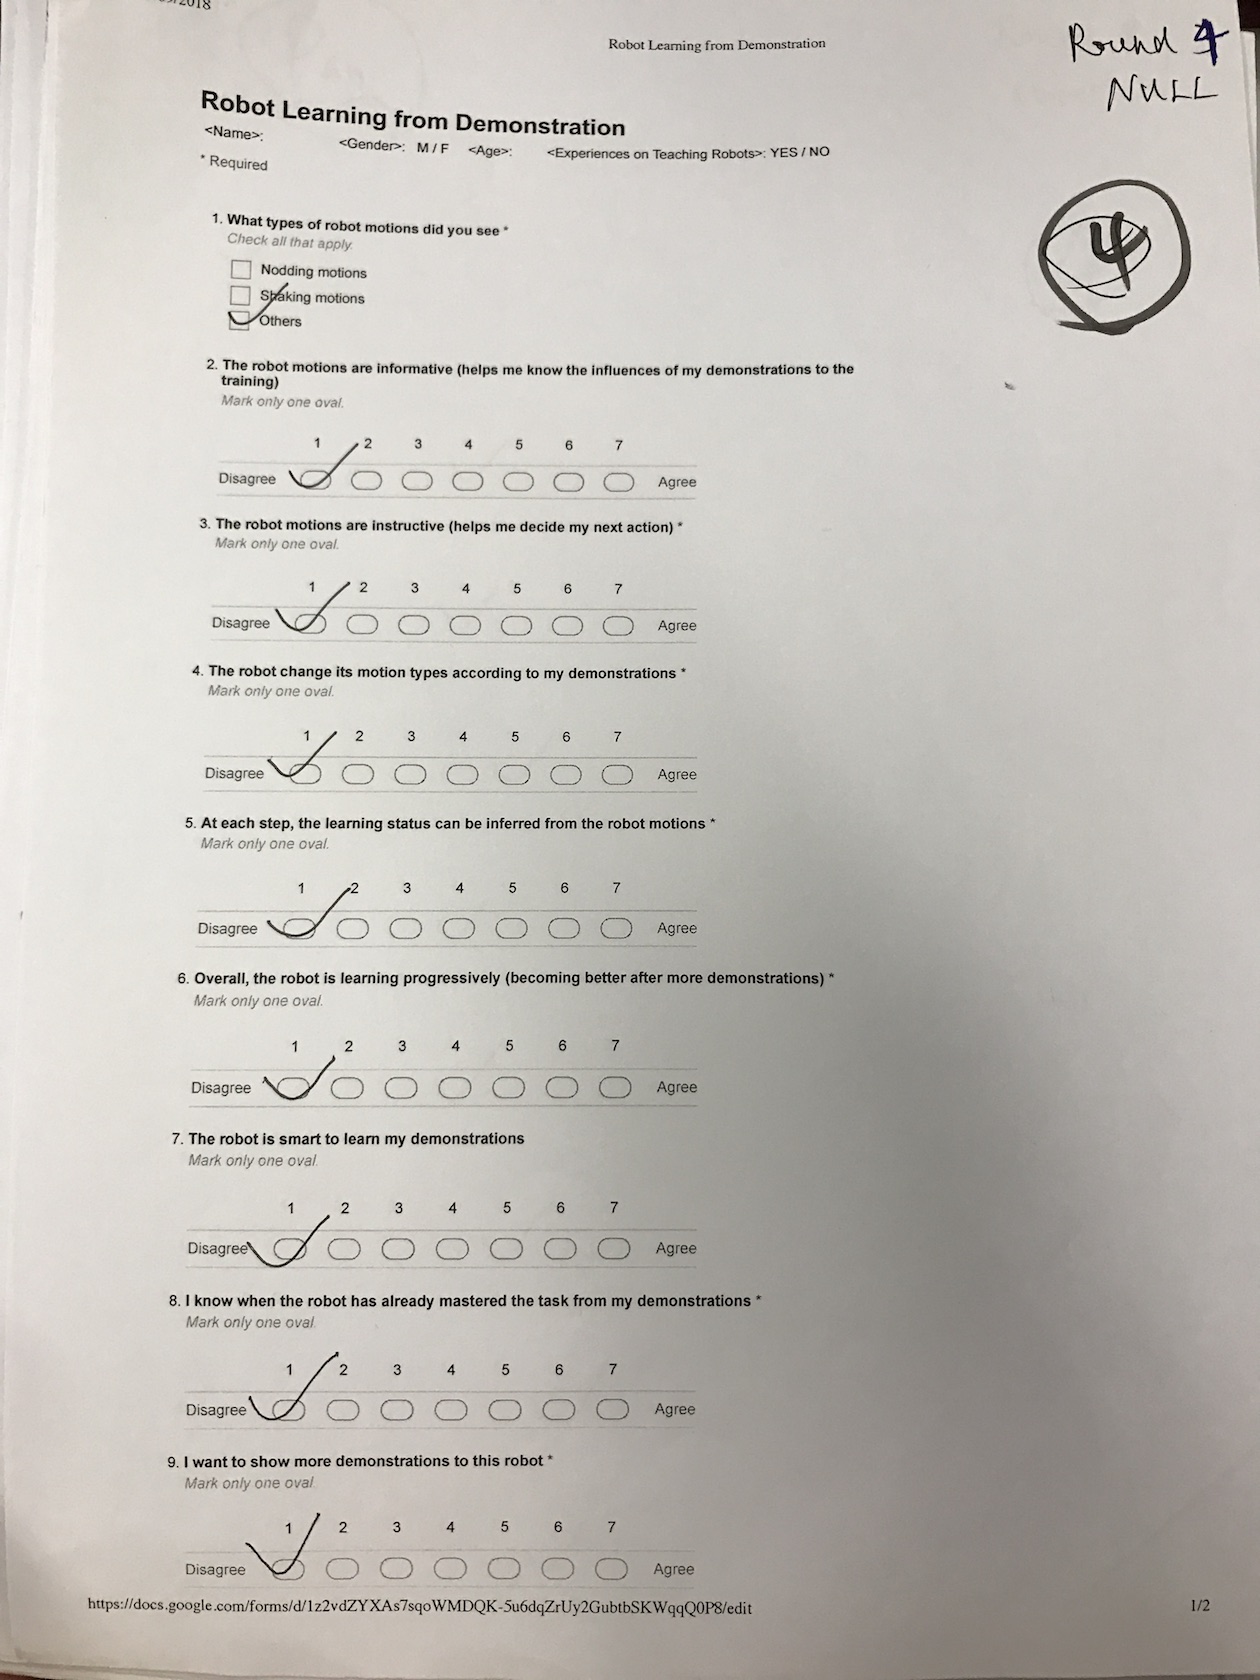 Robot Learning from Demonstration
Round 4
NULL
Robot Learning from Demonstration
<Name>: <Gender>: M / F <Age>: <Experiences on Teaching Robots>: YES / NO
* Required
4
1. What types of robot motions did you see *
Check all that apply.
Nodding motions
Shaking motions
Others
2. The robot motions are informative (helps me know the influences of my demonstrations to the
training)
Mark only one oval.
1 2 3 4 5 6 7
Disagree Agree
3. The robot motions are instructive (helps me decide my next action) *
Mark only one oval.
1 2 3 4 5 6 7
Disagree Agree
4. The robot change its motion types according to my demonstrations *
Mark only one oval.
1 2 3 4 5 6 7
Disagree Agree
5. At each step, the learning status can be inferred from the robot motions *
Mark only one oval.
1 2 3 4 5 6 7
Disagree Agree
6. Overall, the robot is learning progressively (becoming better after more demonstrations) *
Mark only one oval.
1 2 3 4 5 6 7
Disagree Agree
7. The robot is smart to learn my demonstrations
Mark only one oval.
1 2 3 4 5 6 7
Disagree Agree
8. I know when the robot has already mastered the task from my demonstrations *
Mark only one oval.
1 2 3 4 5 6 7
Disagree Agree
9. I want to show more demonstrations to this robot *
Mark only one oval.
1 2 3 4 5 6 7
Disagree Agree
https://docs.google.com/forms/d/1z2vdZYXAs7sqoWMDQK-5u6dqZrUy2GubtbSKWqqQ0P8/edit 1/2